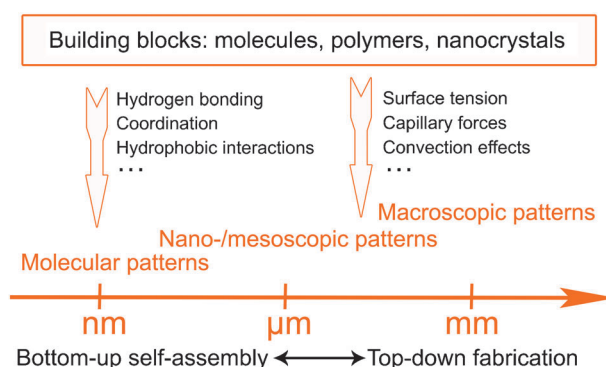 Building blocks: molecules, polymers, nanocrystals
Hydrogen bonding
Coordination
Hydrophobic interactions
...
Surface tension
Capillary forces
Convection effects
...
Macroscopic patterns
Nano-/mesoscopic patterns
Molecular patterns
nm
µm
mm
Bottom-up self-assembly
Top-down fabrication